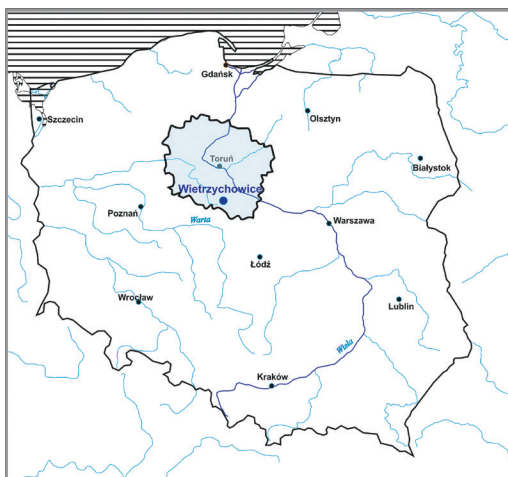 Gdańsk
Olsztyn
Szczecin
Toruń
Białystok
Wietrzychowice
Poznań
Warta
Warszawa
Łódź
Wrocław
Lublin
Wisła
Kraków